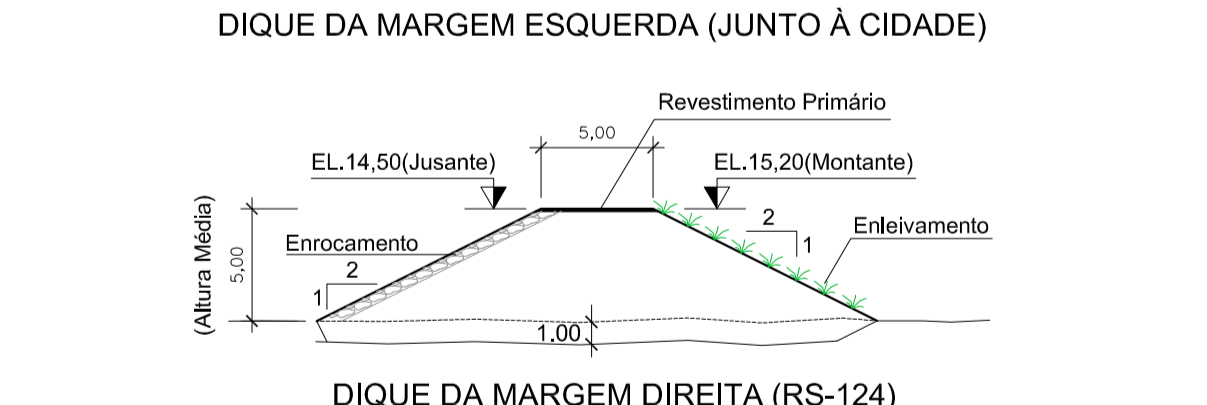 DIQUE DA MARGEM ESQUERDA (JUNTO À CIDADE)
Revestimento Primário
5,00
EL.14,50(Jusante)
EL.15,20(Montante)
(Altura Média)
5,00
Enrocamento
2
1
2
1
Enleivamento
1.00
DIQUE DA MARGEM DIREITA (RS-124)